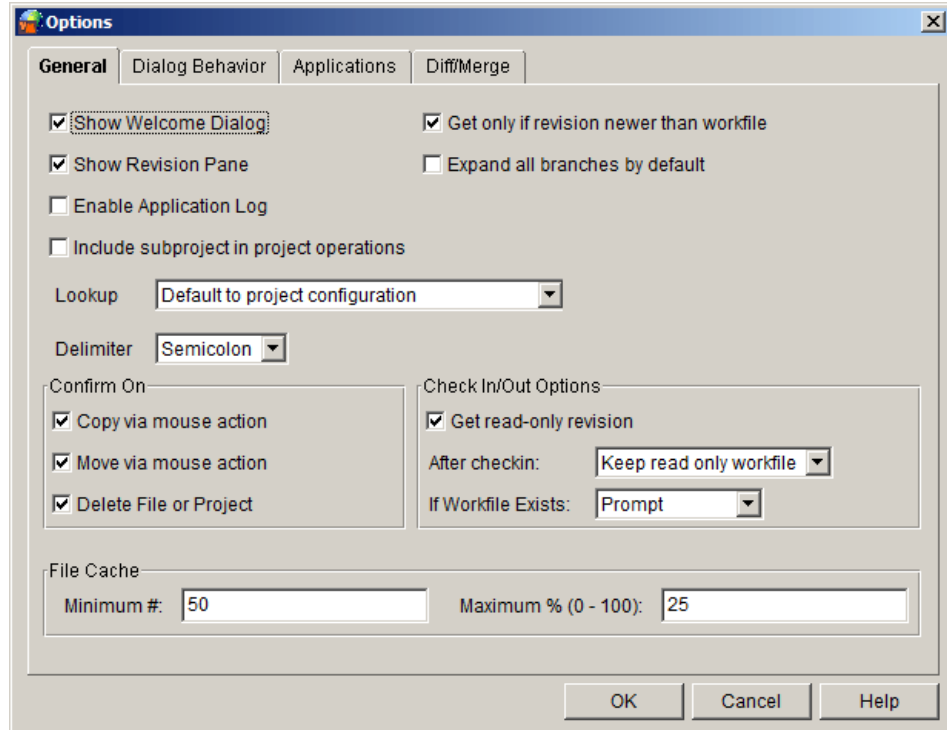 Options
General Dialog Behavior Applications Diff/Merge
Show Welcome Dialog Get only if revision newer than workfile
Show Revision Pane Expand all branches by default
Enable Application Log
Include subproject in project operations
Lookup Default to project configuration
Delimiter Semicolon
Confirm On Check In/Out Options
Copy via mouse action Get read-only revision
Move via mouse action After checkin: Keep read only workfile
Delete File or Project If Workfile Exists: Prompt
File Cache
Minimum #: 50 Maximum % (0 - 100): 25
OK Cancel Help